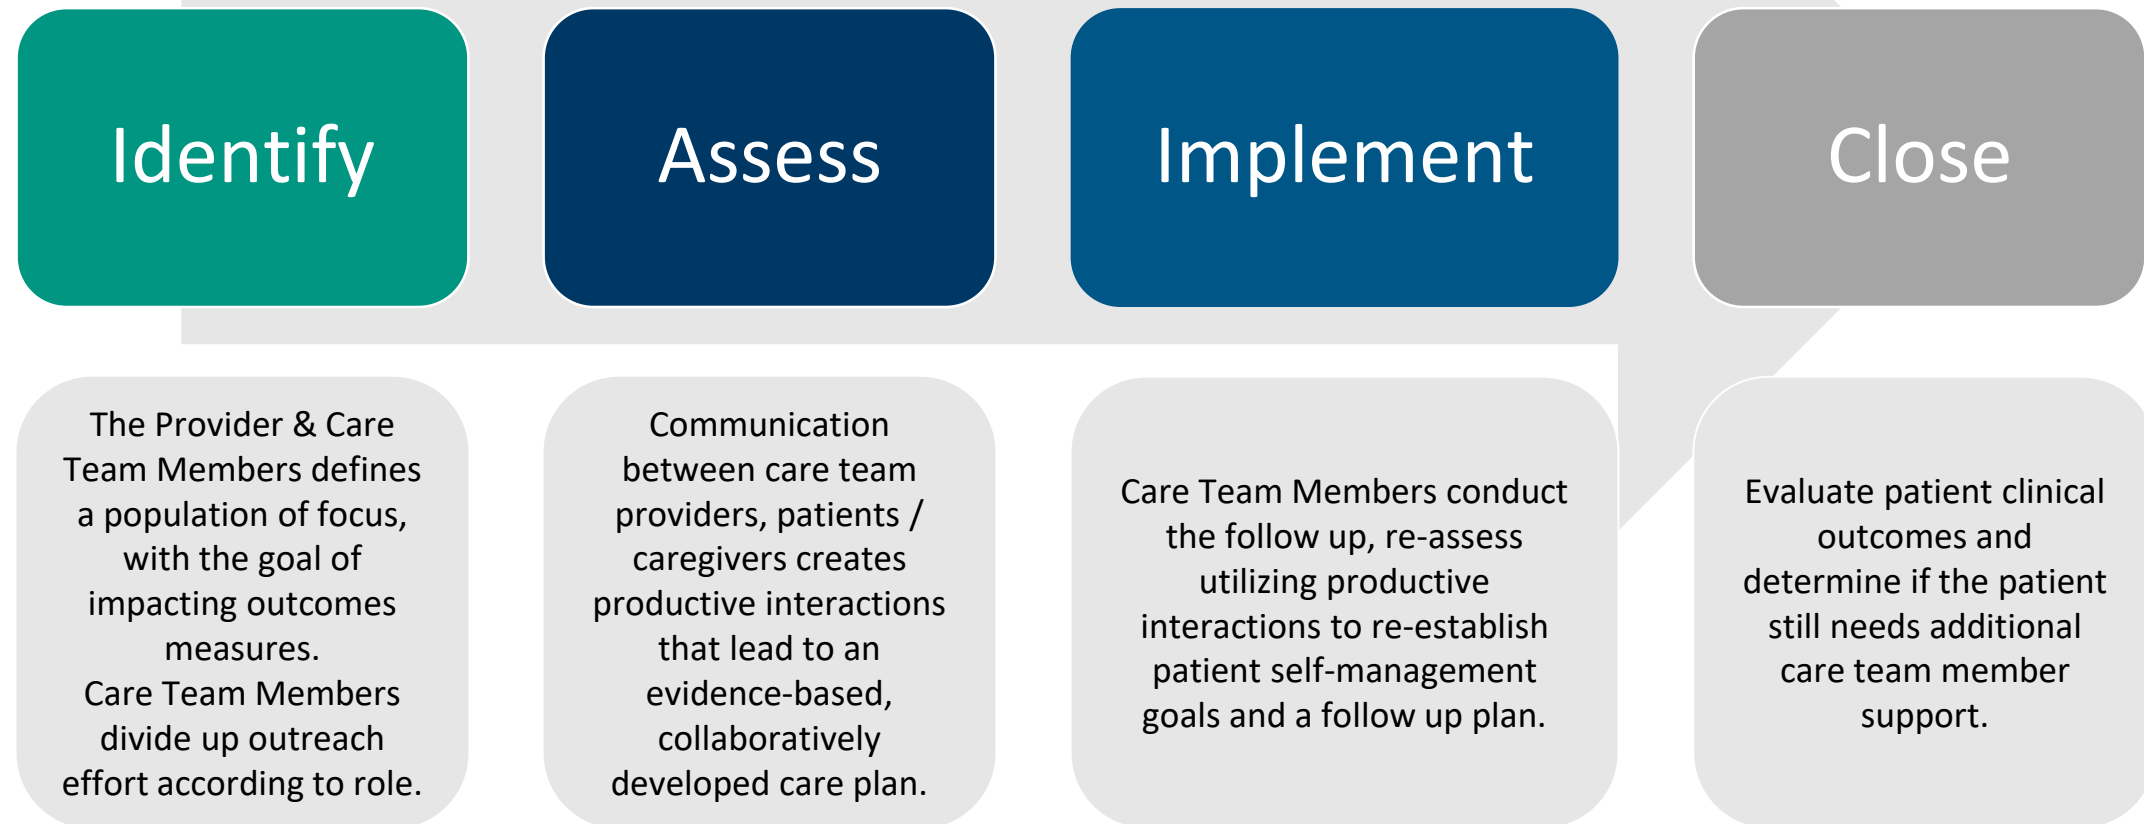 Identify
Assess
Implement
Close
The Provider & Care
Team Members defines
a population of focus,
with the goal of
impacting outcomes
measures.
Care Team Members
divide up outreach
effort according to role.
Communication
between care team
providers, patients /
caregivers creates
productive interactions
that lead to an
evidence-based,
collaboratively
developed care plan.
Care Team Members conduct
the follow up, re-assess
utilizing productive
interactions to re-establish
patient self-management
goals and a follow up plan.
Evaluate patient clinical
outcomes and
determine if the patient
still needs additional
care team member
support.